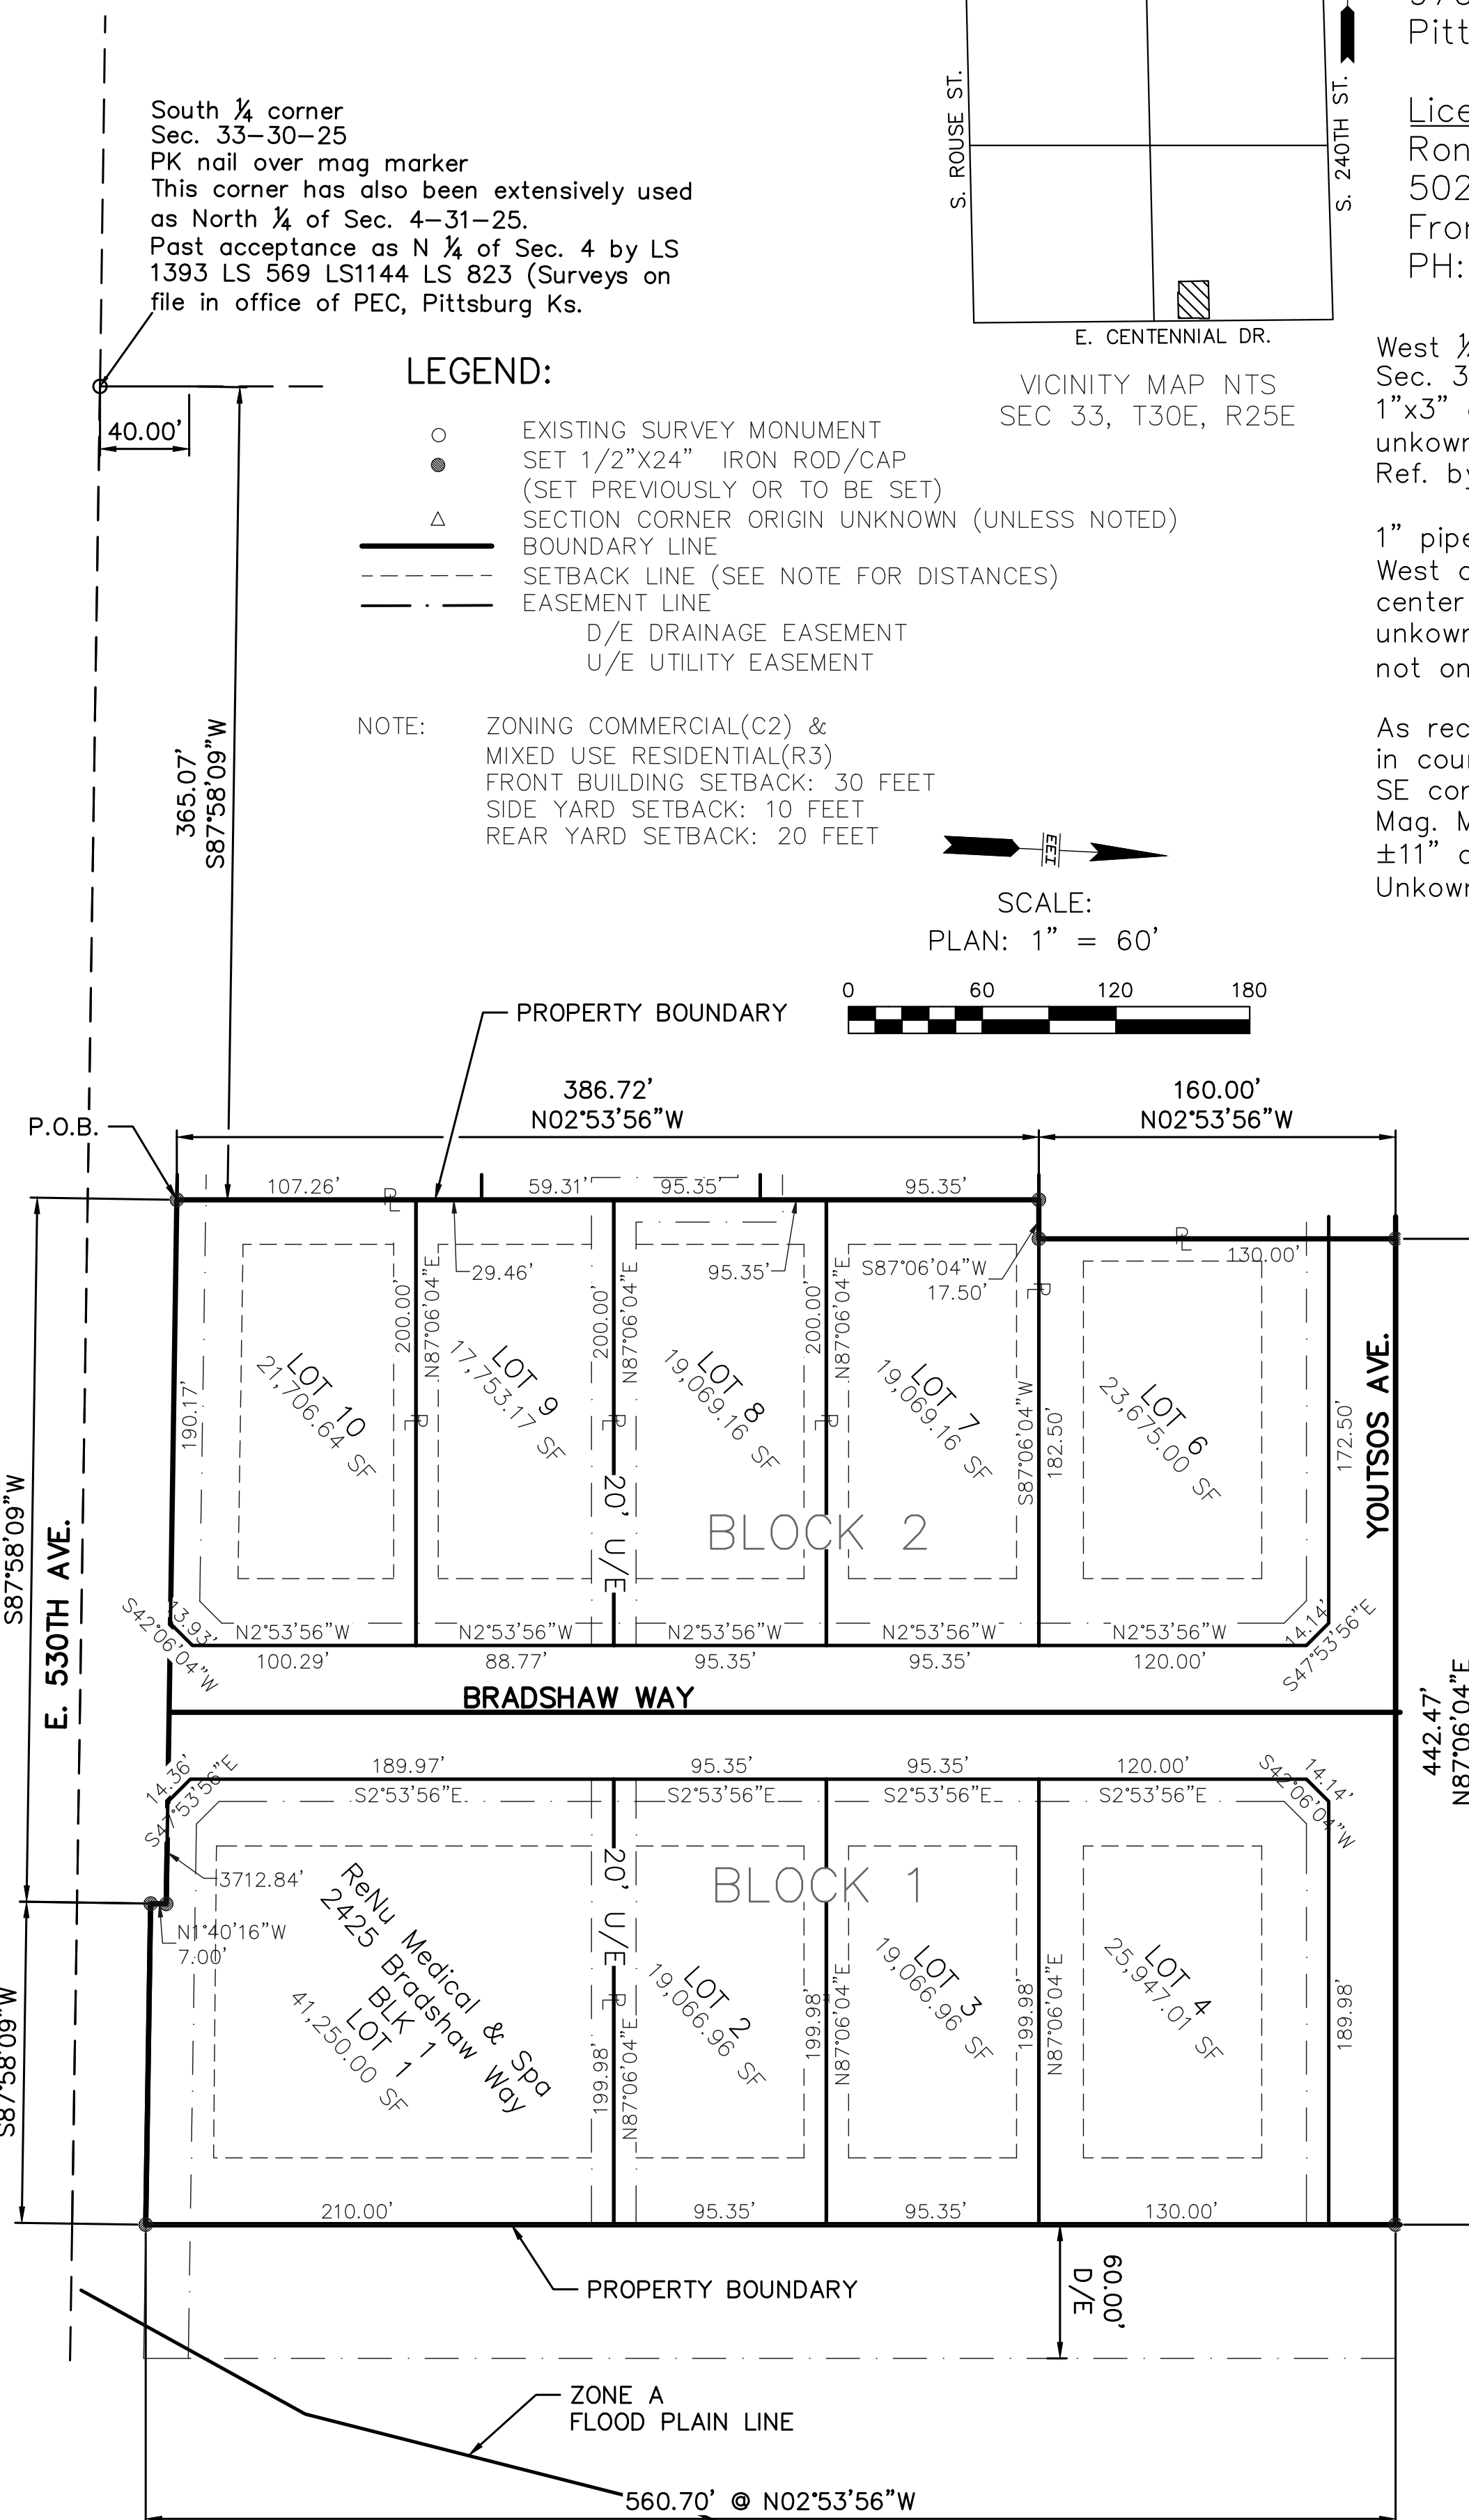 South ¼ corner
Sec. 33-30-25
PK nail over mag marker
This corner has also been extensively used
as North ¼ of Sec. 4-31-25.
Past acceptance as N ¼ of Sec. 4 by LS
1393 LS 569 LS1144 LS 823 (Surveys on
file in office of PEC, Pittsburg Ks.
40.00'
S. ROUSE ST.
S. 240TH ST.
E. CENTENNIAL DR.
VICINITY MAP NTS
SEC 33, T30E, R25E
Pitt
Lice
Ron
502
Fron
PH:
West ½
Sec. 3
1"x3"
unkown
Ref. by
1" pipe
West o
center
unkown
not on
As rec
in cour
SE cor
Mag. M
±11"
Unkown
LEGEND:
EXISTING SURVEY MONUMENT
SET 1/2"X24" IRON ROD/CAP
(SET PREVIOUSLY OR TO BE SET)
SECTION CORNER ORIGIN UNKNOWN (UNLESS NOTED)
BOUNDARY LINE
SETBACK LINE (SEE NOTE FOR DISTANCES)
EASEMENT LINE
D/E DRAINAGE EASEMENT
U/E UTILITY EASEMENT
NOTE: ZONING COMMERCIAL(C2) &
MIXED USE RESIDENTIAL(R3)
FRONT BUILDING SETBACK: 30 FEET
SIDE YARD SETBACK: 10 FEET
REAR YARD SETBACK: 20 FEET
365.07'
S87°58'09"W
EEI
SCALE:
PLAN: 1" = 60'
0 60 120 180
PROPERTY BOUNDARY
386.72'
N02°53'56"W
160.00'
N02°53'56"W
P.O.B.
107.26'
PL
59.31'
95.35'
95.35'
29.46'
95.35'
S87°06'04"W
17.50'
PL
130.00'
PL
200.00'
N87°06'04"E
200.00'
N87°06'04"E
200.00'
N87°06'04"E
S87°06'04"W
182.50'
172.50'
190.17'
LOT 10
21,706.64 SF
PL
LOT 9
17,753.17 SF
PL
LOT 8
19,069.16 SF
PL
LOT 7
19,069.16 SF
LOT 6
23,675.00 SF
YOUTSOS AVE.
20' U/E
BLOCK 2
S87°58'09"W
E. 530TH AVE.
13.93'
S42°06'04"W
N2°53'56"W
100.29'
N2°53'56"W
88.77'
N2°53'56"W
95.35'
N2°53'56"W
95.35'
N2°53'56"W
120.00'
14.14'
S47°53'56"E
BRADSHAW WAY
442.47'
N87°06'04"E
14.36'
S47°53'56"E
189.97'
S2°53'56"E
95.35'
S2°53'56"E
95.35'
S2°53'56"E
120.00'
S2°53'56"E
14.14'
S42°06'04"W
3712.84'
N1°40'16"W
7.00'
20' U/E
BLOCK 1
ReNu Medical & Spa
2425 Bradshaw Way
BLK 1
LOT 1
41,250.00 SF
PL
199.98'
N87°06'04"E
LOT 2
19,066.96 SF
199.98'
N87°06'04"E
LOT 3
19,066.96 SF
199.98'
N87°06'04"E
LOT 4
25,947.01 SF
189.98'
S87°58'09"W
210.00'
95.35'
95.35'
130.00'
PROPERTY BOUNDARY
60.00'
D/E
ZONE A
FLOOD PLAIN LINE
560.70' @ N02°53'56"W